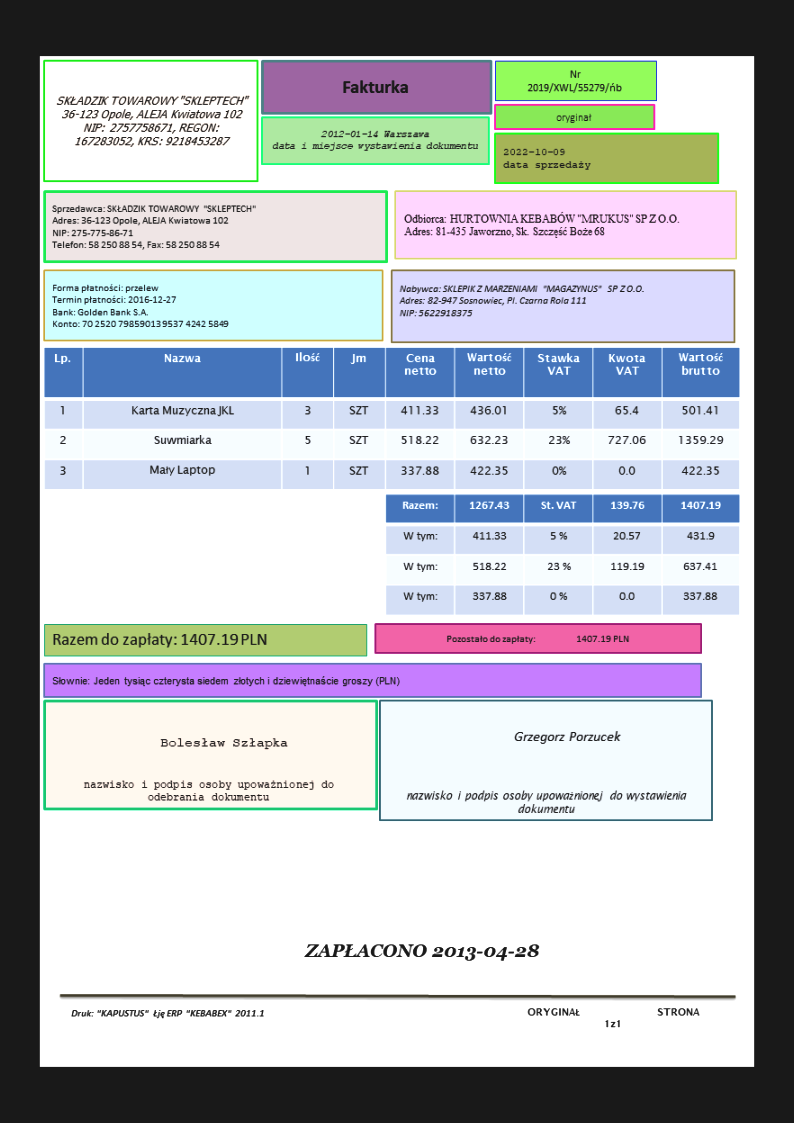 SKŁADZIK TOWAROWY "SKLEPTECH"
36-123 Opole, ALEJA Kwiatowa 102
NIP: 2757758671, REGON:
167283052, KRS: 9218453287
Fakturka
2012-01-14 Warszawa
data i miejsce wystawienia dokumentu
Nr
2019/XWL/55279/ńb
oryginał
2022-10-09
data sprzedaży
Sprzedawca: SKŁADZIK TOWAROWY "SKLEPTECH"
Adres: 36-123 Opole, ALEJA Kwiatowa 102
NIP: 275-775-86-71
Telefon: 58 250 88 54, Fax: 58 250 88 54
Odbiorca: HURTOWNIA KEBABÓW "MRUKUS" SP Z O.O.
Adres: 81-435 Jaworzno, Sk. Szczęść Boże 68
Forma płatności: przelew
Termin płatności: 2016-12-27
Bank: Golden Bank S.A.
Konto: 70 2520 798590139537 4242 5849
Nabywca: SKLEPIK Z MARZENIAMI "MAGAZYNUS" SP Z O.O.
Adres: 82-947 Sosnowiec, Pl. Czarna Rola 111
NIP: 5622918375
Lp. Nazwa Ilość Jm Cena netto Wartość netto Stawka VAT Kwota VAT Wartość brutto
1 Karta Muzyczna JKL 3 SZT 411.33 436.01 5% 65.4 501.41
2 Suwmiarka 5 SZT 518.22 632.23 23% 727.06 1359.29
3 Mały Laptop 1 SZT 337.88 422.35 0% 0.0 422.35
Razem: 1267.43 St. VAT 139.76 1407.19
W tym: 411.33 5 % 20.57 431.9
W tym: 518.22 23 % 119.19 637.41
W tym: 337.88 0 % 0.0 337.88
Razem do zapłaty: 1407.19 PLN
Pozostało do zapłaty: 1407.19 PLN
Słownie: Jeden tysiąc czterysta siedem złotych i dziewiętnaście groszy (PLN)
Bolesław Szłapka
nazwisko i podpis osoby upoważnionej do
odebrania dokumentu
Grzegorz Porzucek
nazwisko i podpis osoby upoważnionej do wystawienia
dokumentu
ZAPŁACONO 2013-04-28
Druk: "KAPUSTUS" Łję ERP "KEBABEX" 2011.1
ORYGINAŁ STRONA
1z1